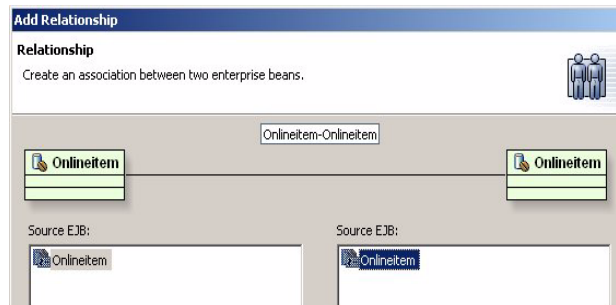 Add Relationship
Relationship
Create an association between two enterprise beans.
Onlineitem-Onlineitem
Onlineitem
Onlineitem
Source EJB:
Source EJB:
Onlineitem
Onlineitem